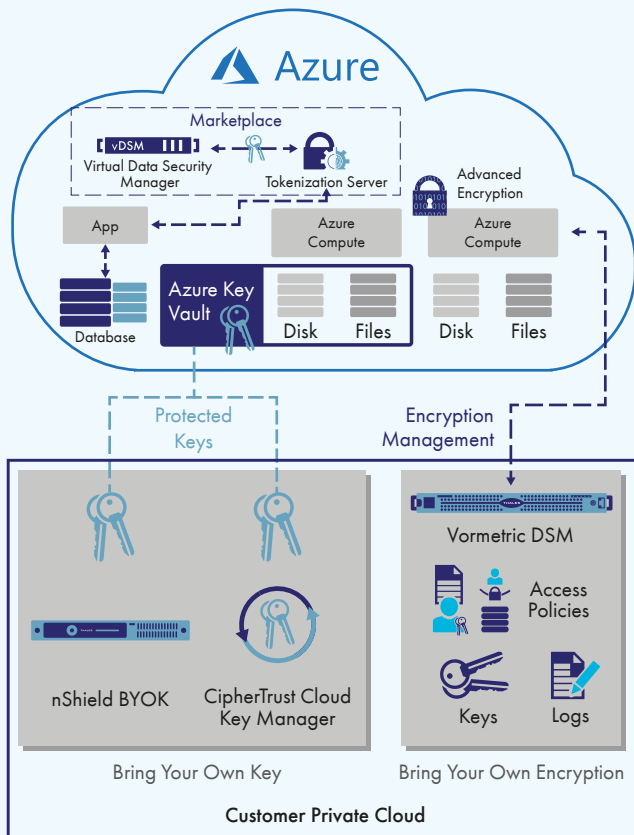 Azure
Marketplace
vDSM
Virtual Data Security
Manager
Tokenization Server
Advanced
Encryption
App
Azure
Compute
Azure
Compute
Azure Key
Vault
Database
Disk
Files
Disk
Files
Protected
Keys
Encryption
Management
THALES
Vormetric DSM
Access
Policies
nShield BYOK
CipherTrust Cloud
Key Manager
Keys
Logs
Bring Your Own Key
Bring Your Own Encryption
Customer Private Cloud